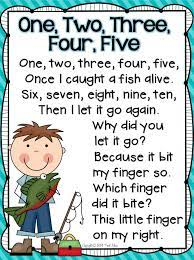 One, Two, Three,
Four, Five
One, two, three, four, five,
Once I caught a fish alive.
Six, seven, eight, nine, ten,
Then I let it go again.
Why did you
let it go?
Because it bit
my finger so.
Which finger
did it bite?
This little finger
on my right.